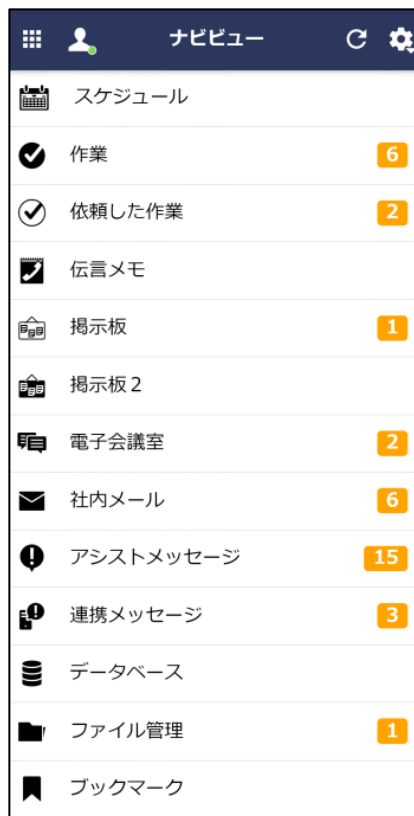 ナビビュー
スケジュール
作業 6
依頼した作業 2
伝言メモ
掲示板 1
掲示板２
電子会議室 2
社内メール 6
アシストメッセージ 15
連携メッセージ 3
データベース
ファイル管理 1
ブックマーク